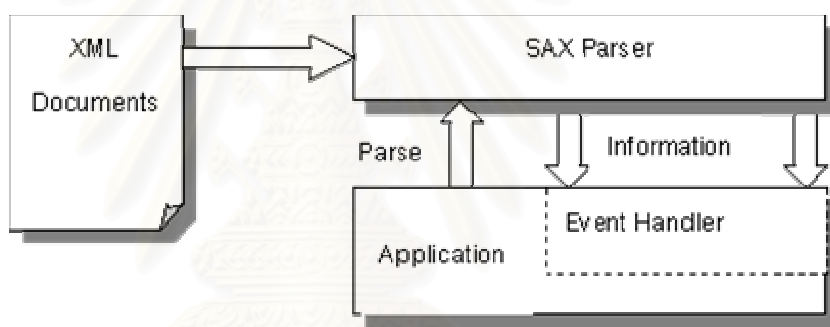 XML
Documents
SAX Parser
Parse
Information
Event Handler
Application